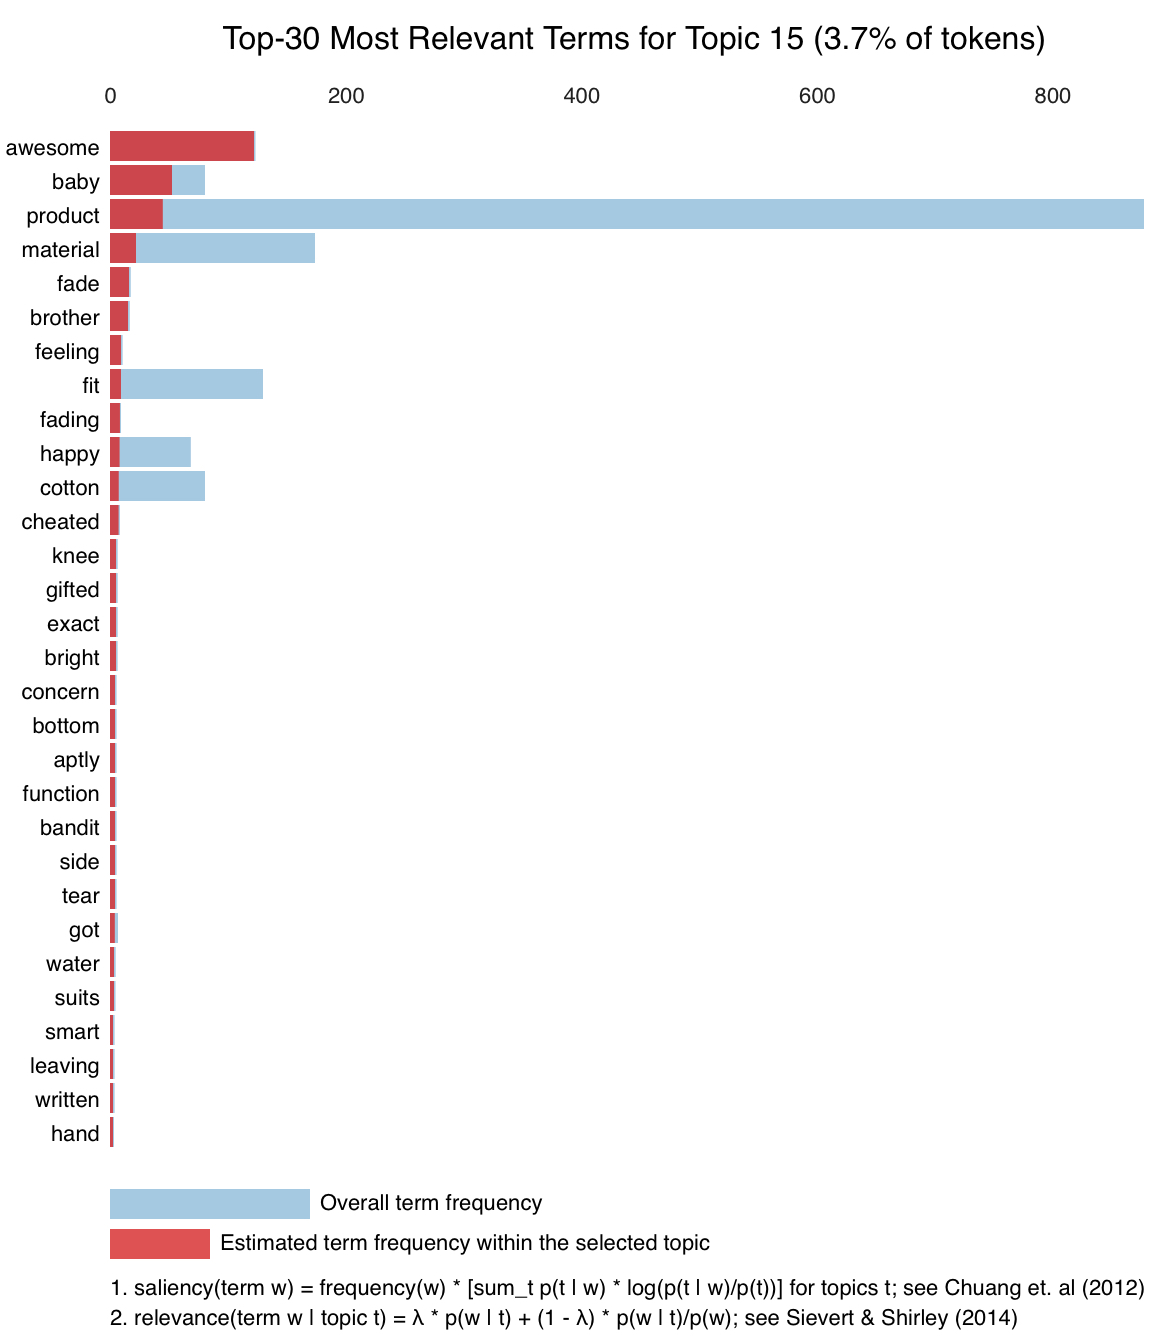 Top-30 Most Relevant Terms for Topic 15 (3.7% of tokens)
0 200 400 600 800
awesome
baby
product
material
fade
brother
feeling
fit
fading
happy
cotton
cheated
knee
gifted
exact
bright
concern
bottom
aptly
function
bandit
side
tear
got
water
suits
smart
leaving
written
hand
Overall term frequency
Estimated term frequency within the selected topic
1. saliency(term w) = frequency(w) * [sum_t p(t | w) * log(p(t | w)/p(t))] for topics t; see Chuang et. al (2012)
2. relevance(term w | topic t) = λ * p(w | t) + (1 - λ) * p(w | t)/p(w); see Sievert & Shirley (2014)